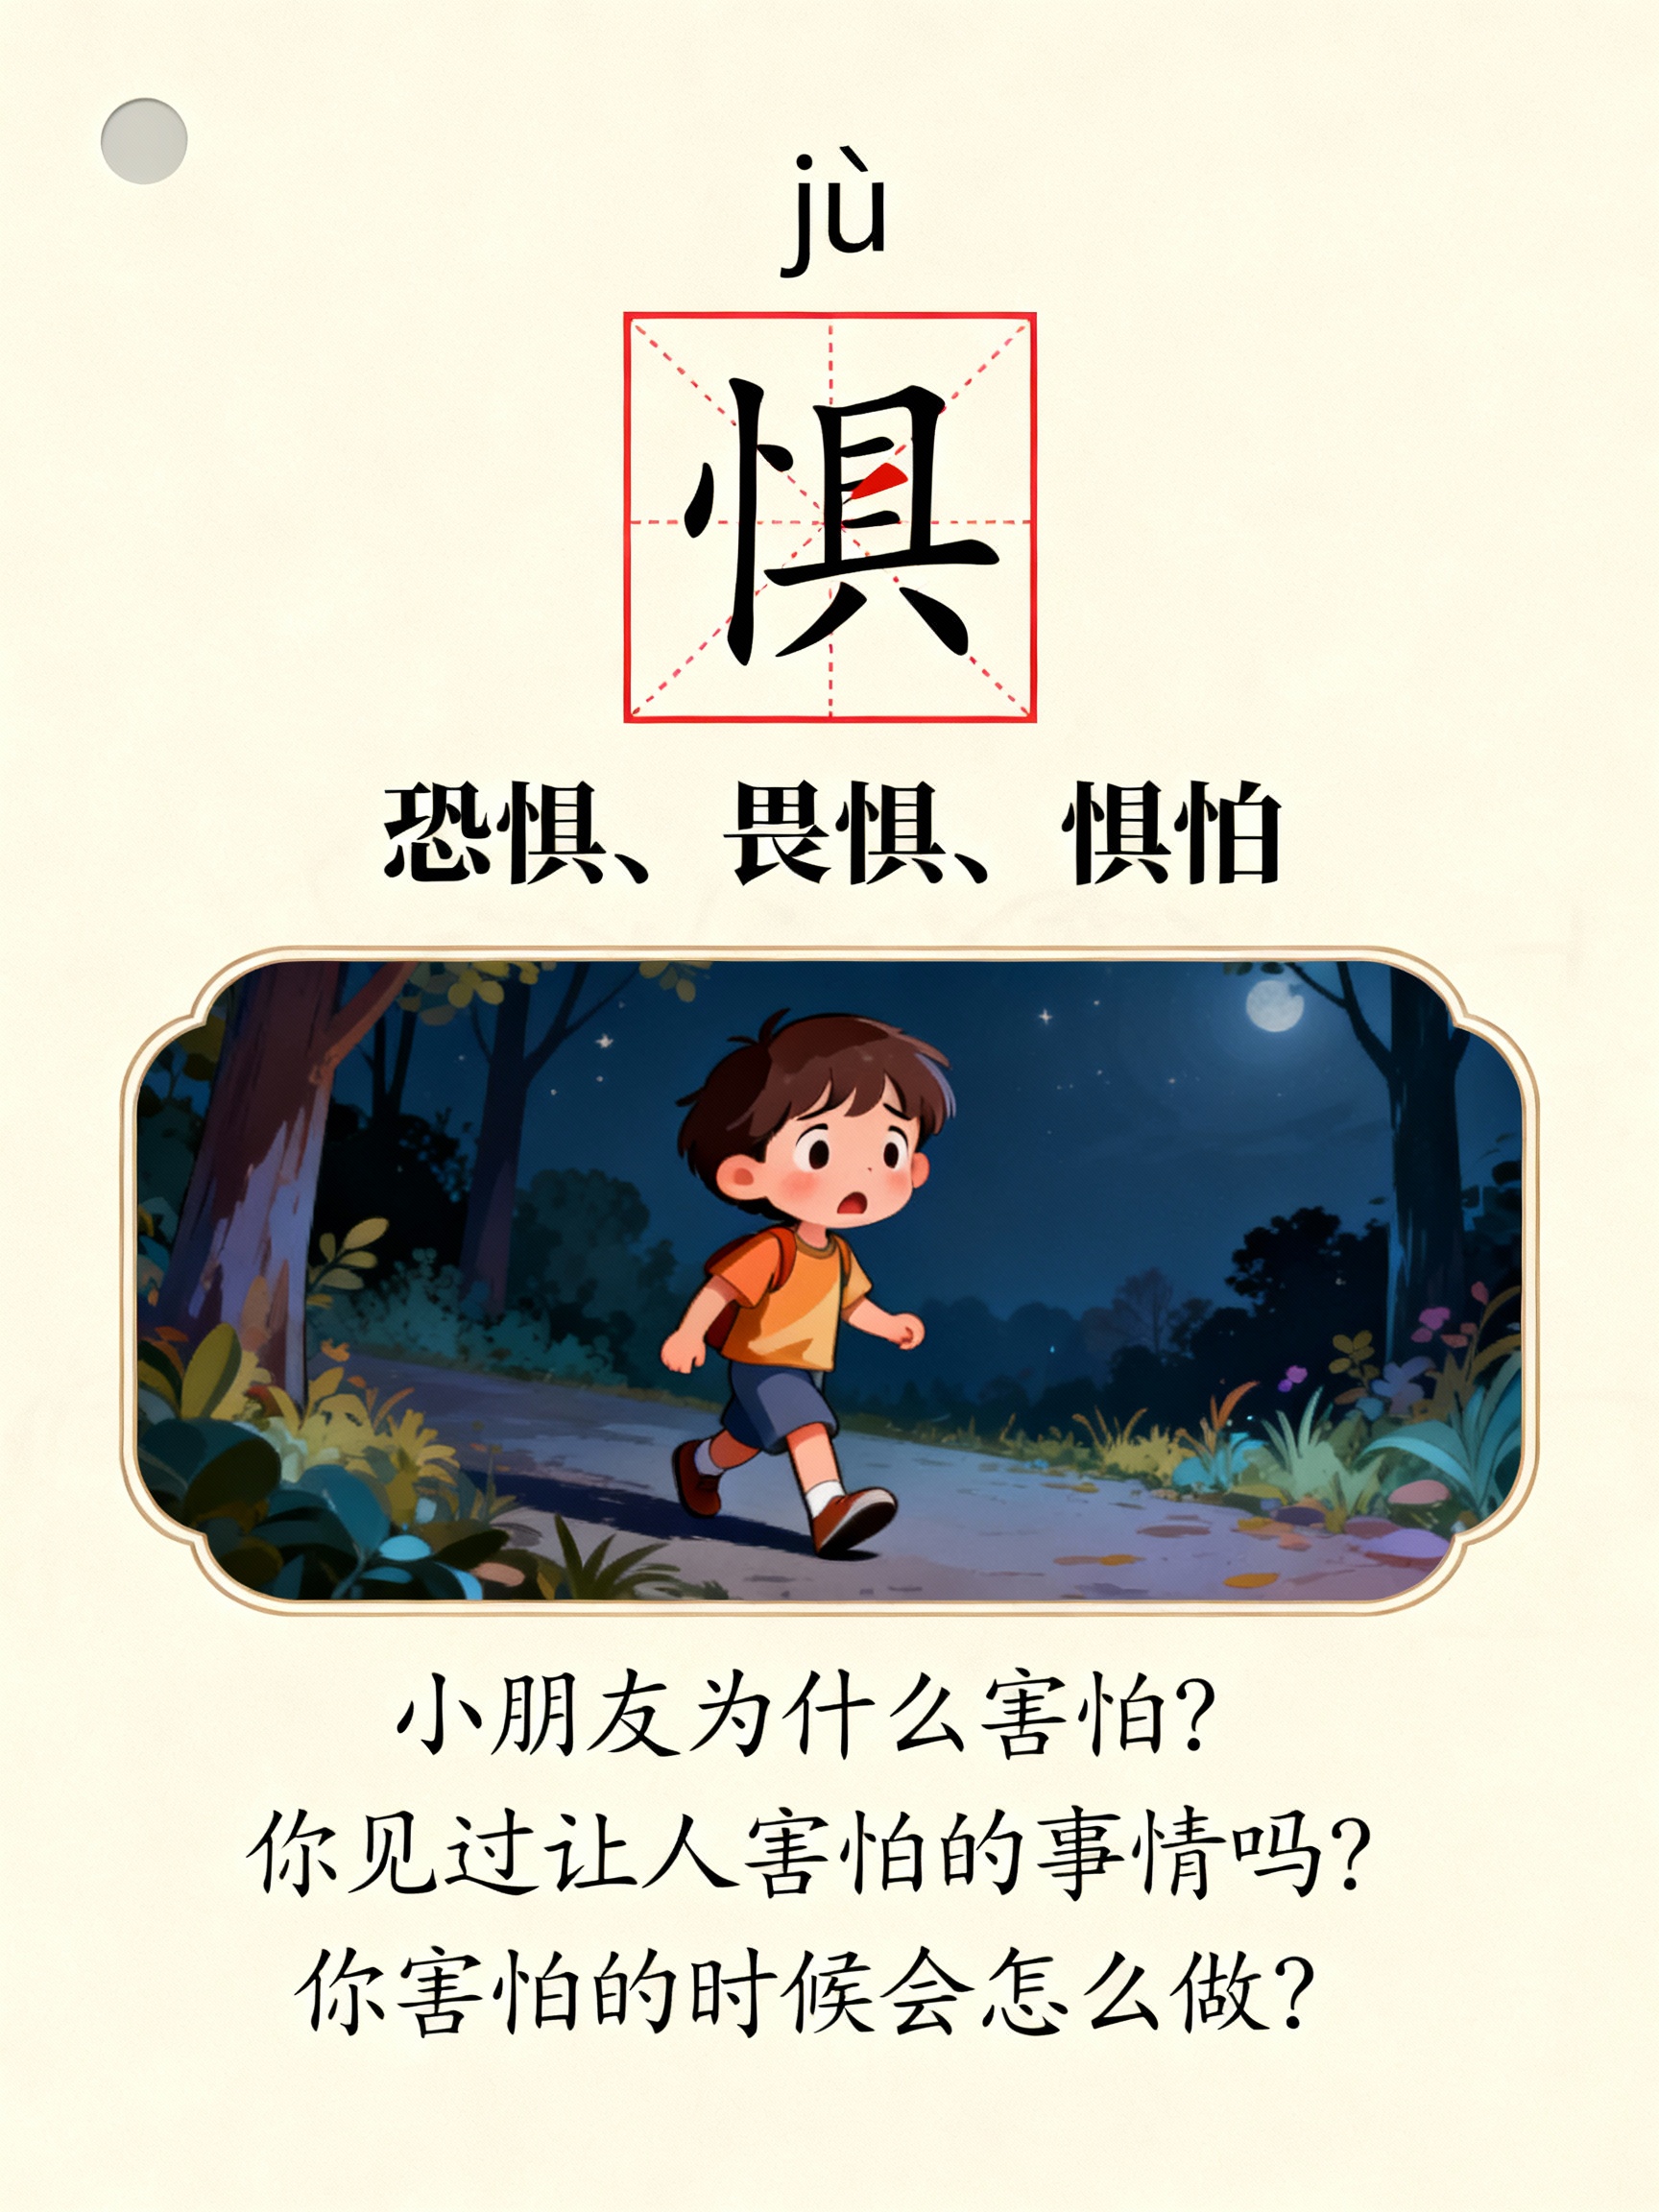 jù
惧
恐惧、畏惧、惧怕
小朋友为什么害怕？
你见过让人害怕的事情吗？
你害怕的时候会怎么做？